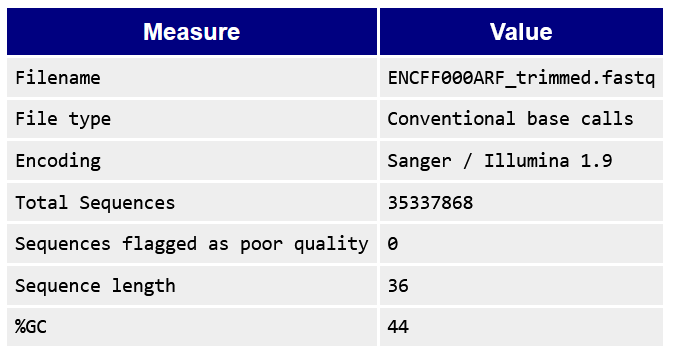 Measure Value
Filename ENCFF000ARF_trimmed.fastq
File type Conventional base calls
Encoding Sanger / Illumina 1.9
Total Sequences 35337868
Sequences flagged as poor quality 0
Sequence length 36
%GC 44